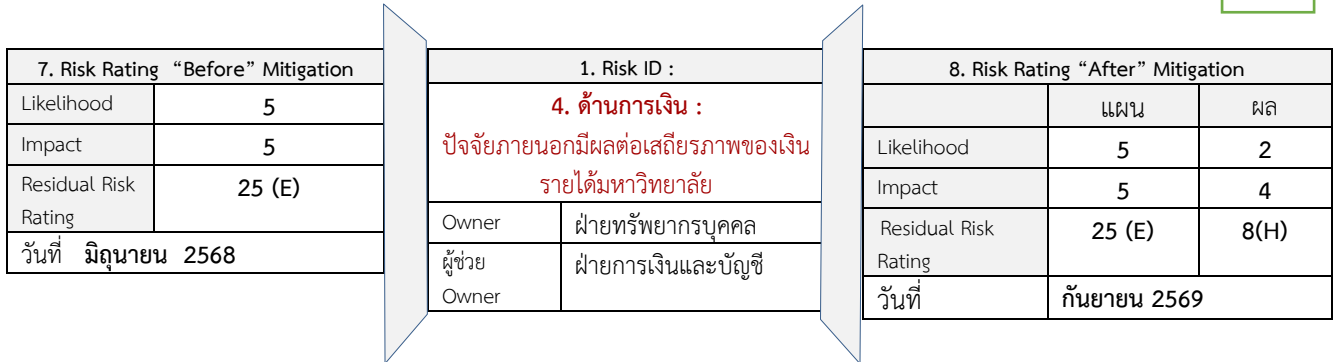 7. Risk Rating “Before” Mitigation
Likelihood 5
Impact 5
Residual Risk Rating 25 (E)
วันที่ มิถุนายน 2568
1. Risk ID :
4. ด้านการเงิน :
ปัจจัยภายนอกมีผลต่อเสถียรภาพของเงิน
รายได้มหาวิทยาลัย
Owner ฝ่ายทรัพยากรบุคคล
ผู้ช่วย Owner ฝ่ายการเงินและบัญชี
8. Risk Rating “After” Mitigation
แผน ผล
Likelihood 5 2
Impact 5 4
Residual Risk Rating 25 (E) 8(H)
วันที่ กันยายน 2569